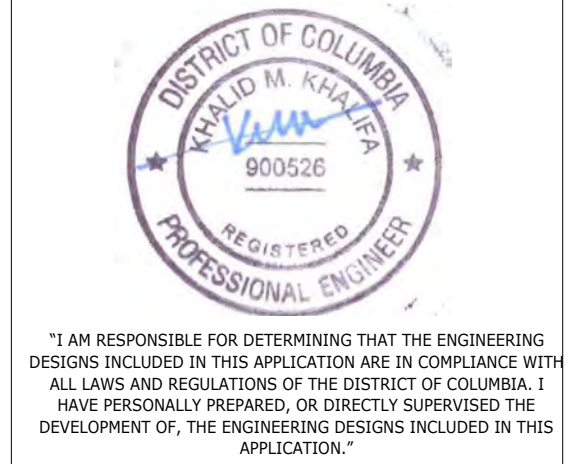 DISTRICT OF COLUMBIA
KHALID M. KHALIFA
900526
REGISTERED
PROFESSIONAL ENGINEER
"I AM RESPONSIBLE FOR DETERMINING THAT THE ENGINEERING
DESIGNS INCLUDED IN THIS APPLICATION ARE IN COMPLIANCE WITH
ALL LAWS AND REGULATIONS OF THE DISTRICT OF COLUMBIA. I
HAVE PERSONALLY PREPARED, OR DIRECTLY SUPERVISED THE
DEVELOPMENT OF, THE ENGINEERING DESIGNS INCLUDED IN THIS
APPLICATION."